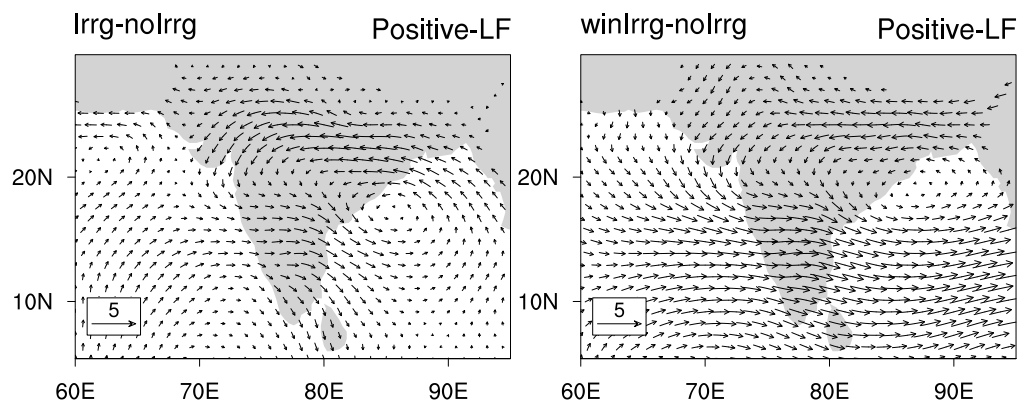 Irrg-noIrrg Positive-LF winIrrg-noIrrg Positive-LF
20N 20N
10N 10N
5 5
60E 70E 80E 90E 60E 70E 80E 90E